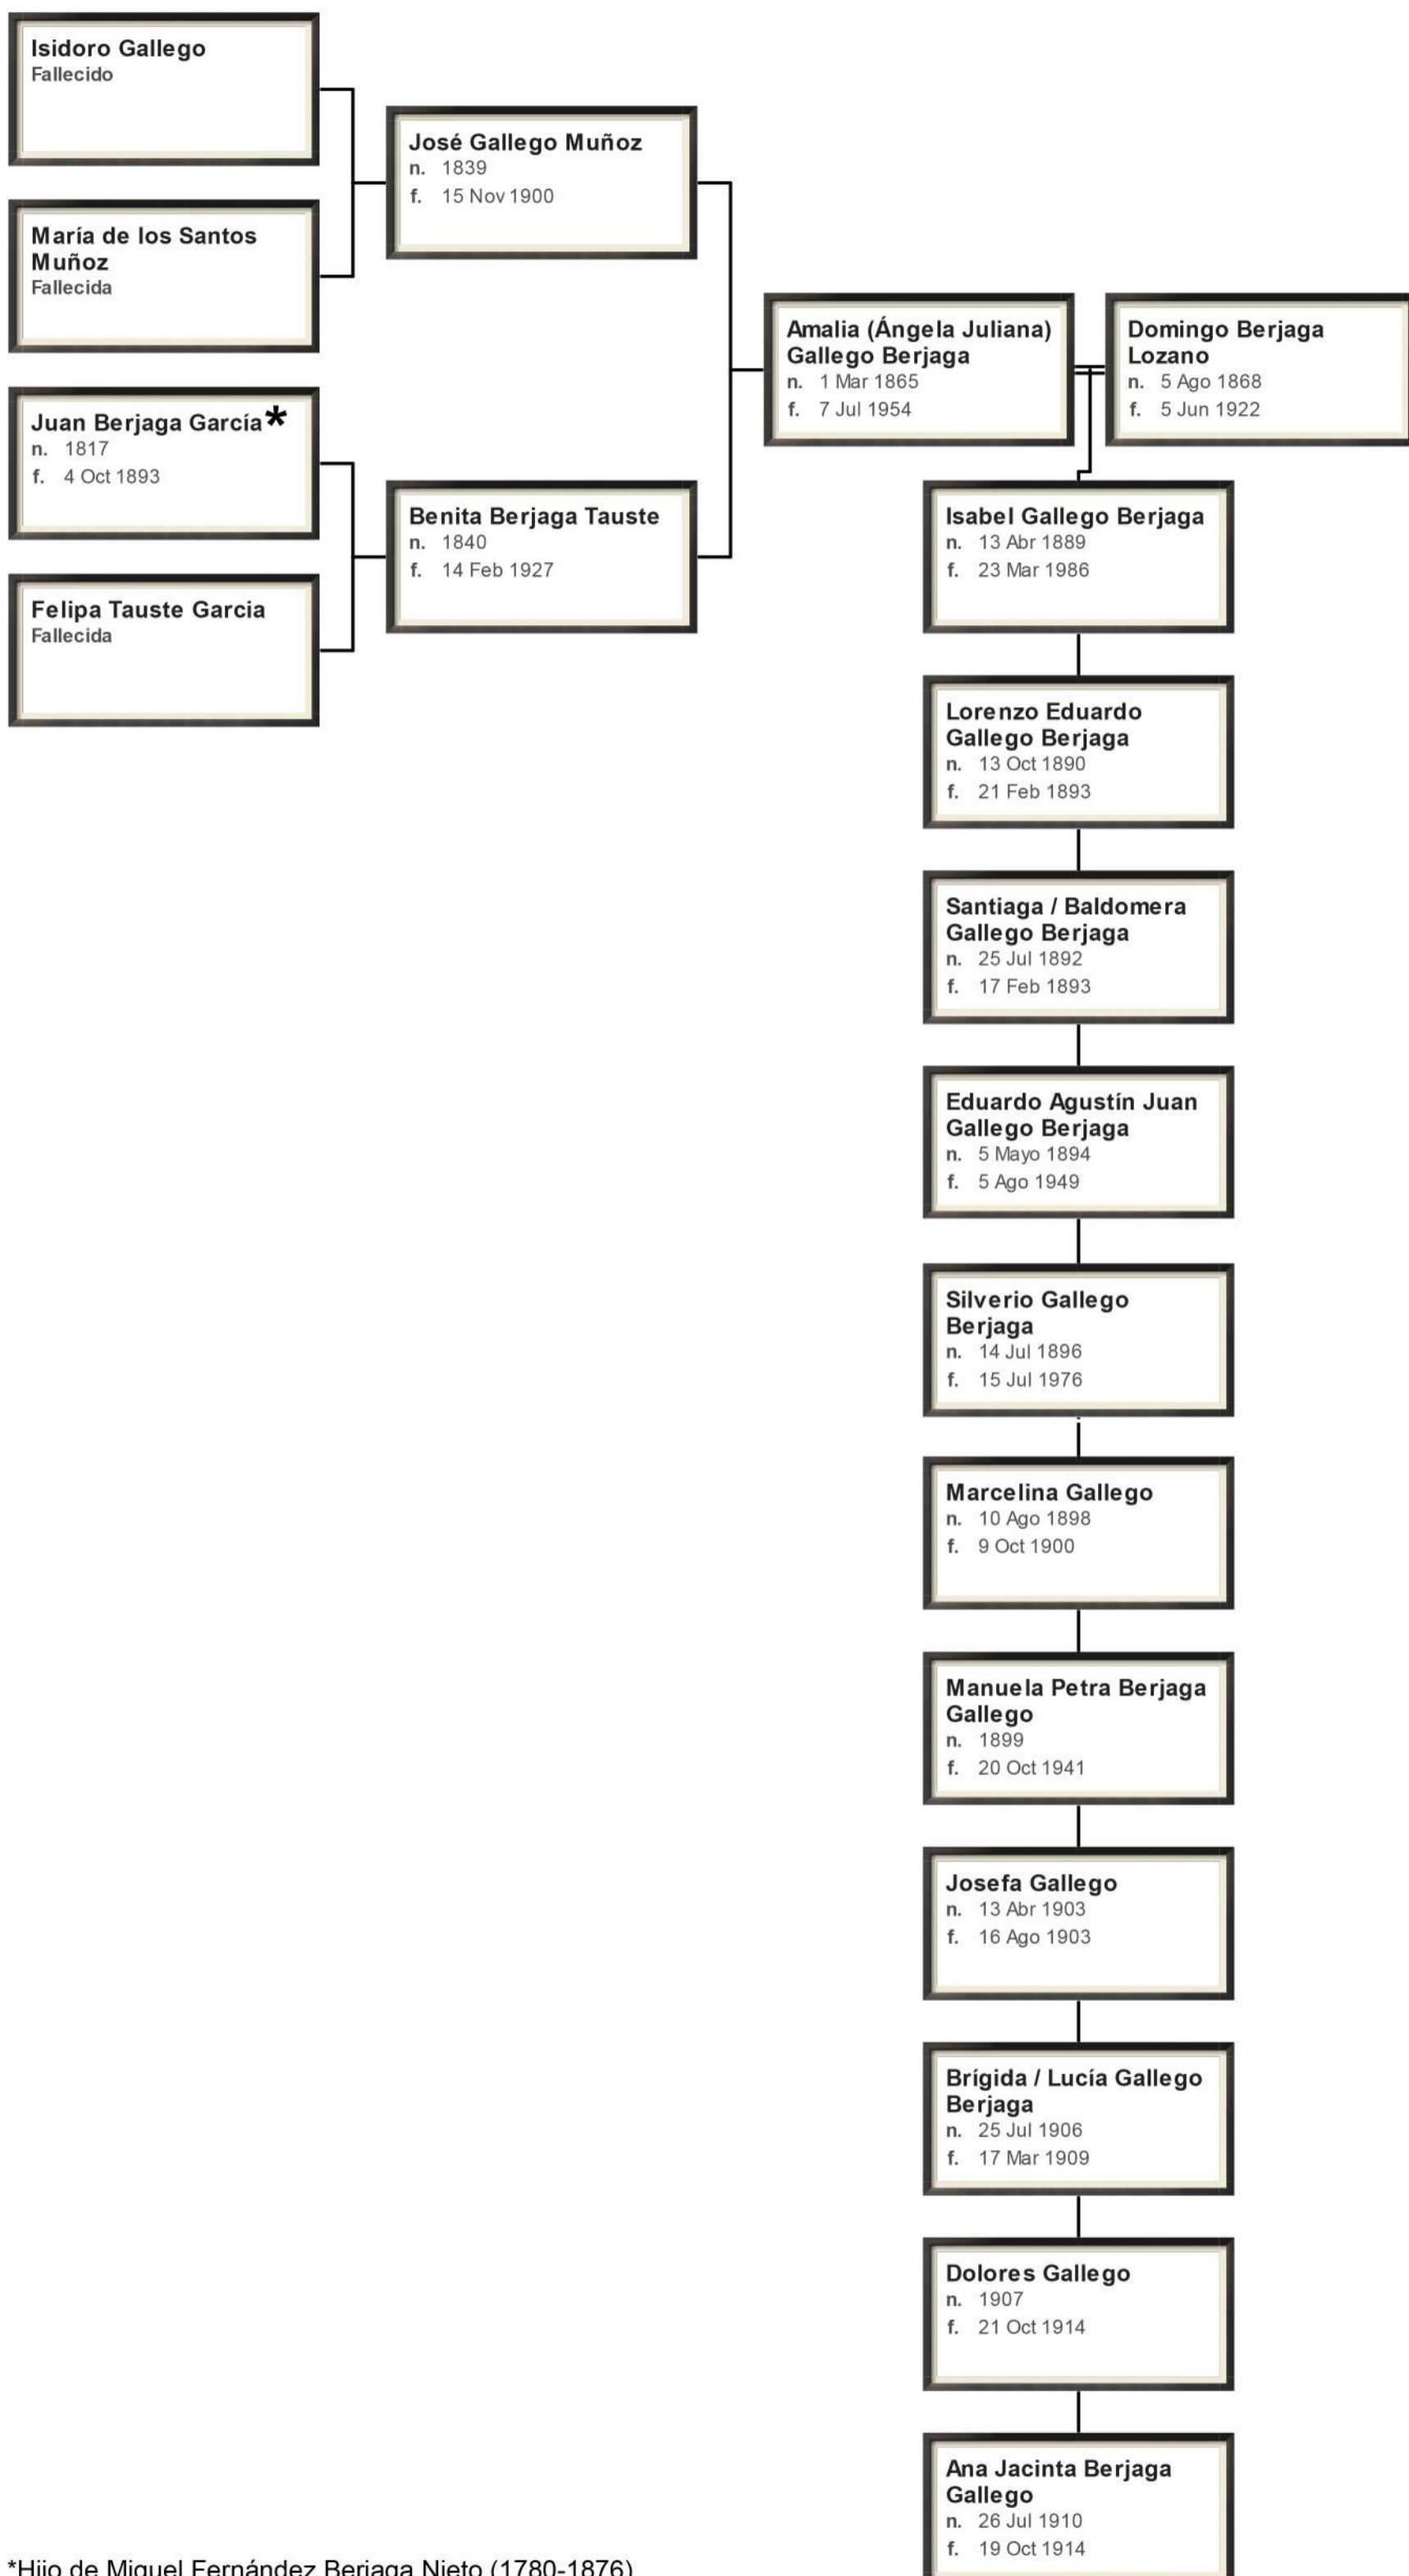 Isidoro Gallego
Fallecido
María de los Santos
Muñoz
Fallecida
Juan Berjaga García*
n. 1817
f. 4 Oct 1893
Felipa Tauste Garcia
Fallecida
José Gallego Muñoz
n. 1839
f. 15 Nov 1900
Benita Berjaga Tauste
n. 1840
f. 14 Feb 1927
Amalia (Ángela Juliana)
Gallego Berjaga
n. 1 Mar 1865
f. 7 Jul 1954
Domingo Berjaga
Lozano
n. 5 Ago 1868
f. 5 Jun 1922
Isabel Gallego Berjaga
n. 13 Abr 1889
f. 23 Mar 1986
Lorenzo Eduardo
Gallego Berjaga
n. 13 Oct 1890
f. 21 Feb 1893
Santiaga / Baldomera
Gallego Berjaga
n. 25 Jul 1892
f. 17 Feb 1893
Eduardo Agustín Juan
Gallego Berjaga
n. 5 Mayo 1894
f. 5 Ago 1949
Silverio Gallego
Berjaga
n. 14 Jul 1896
f. 15 Jul 1976
Marcelina Gallego
n. 10 Ago 1898
f. 9 Oct 1900
Manuela Petra Berjaga
Gallego
n. 1899
f. 20 Oct 1941
Josefa Gallego
n. 13 Abr 1903
f. 16 Ago 1903
Brígida / Lucía Gallego
Berjaga
n. 25 Jul 1906
f. 17 Mar 1909
Dolores Gallego
n. 1907
f. 21 Oct 1914
Ana Jacinta Berjaga
Gallego
n. 26 Jul 1910
f. 19 Oct 1914
*Hijo de Miguel Fernández Berjaga Nieto (1780-1876)